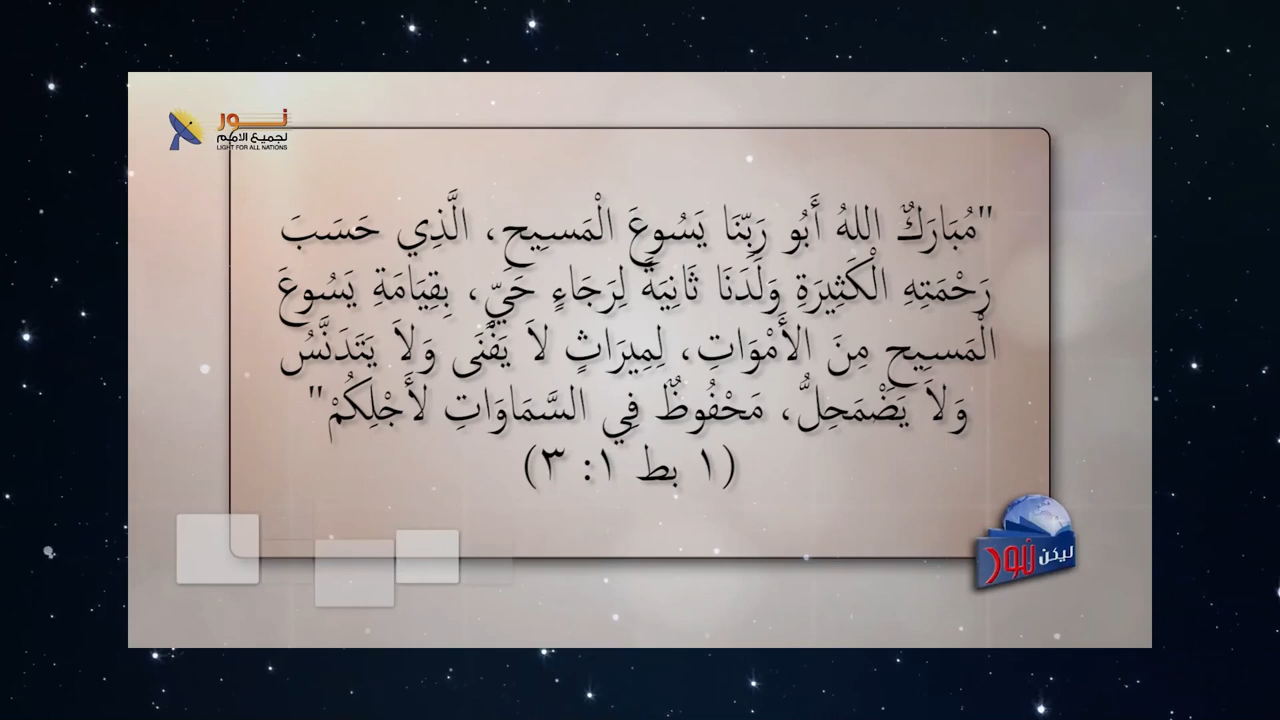 نور
لجميع الامم
LIGHT FOR ALL NATIONS
"مُبَارَكٌ اللهُ أَبُو رَبِّنَا يَسُوعَ الْمَسِيحِ، الَّذِي حَسَبَ
رَحْمَتِهِ الْكَثِيرَةِ وَلَدَنَا ثَانِيَةً لِرَجَاءٍ حَيٍّ، بِقِيَامَةِ يَسُوعَ
الْمَسِيحِ مِنَ الأَمْوَاتِ، لِمِيرَاثٍ لاَ يَفْنَى وَلاَ يَتَدَنَّسُ
وَلاَ يَضْمَحِلُّ، مَحْفُوظٌ فِي السَّمَاوَاتِ لأَجْلِكُمْ"
(١ بط ١: ٣)
ليكن نور